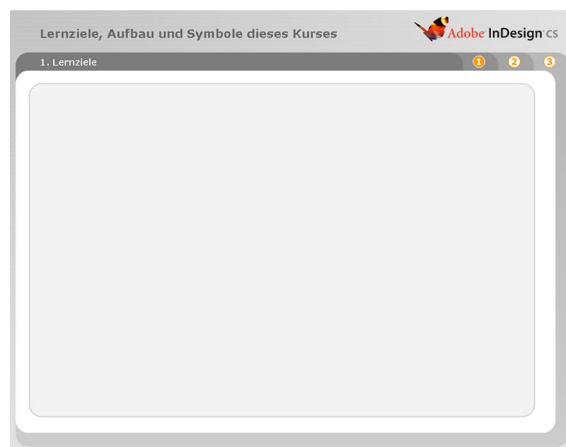 Lernziele, Aufbau und Symbole dieses Kurses
Adobe InDesign CS
1. Lernziele
1 2 3